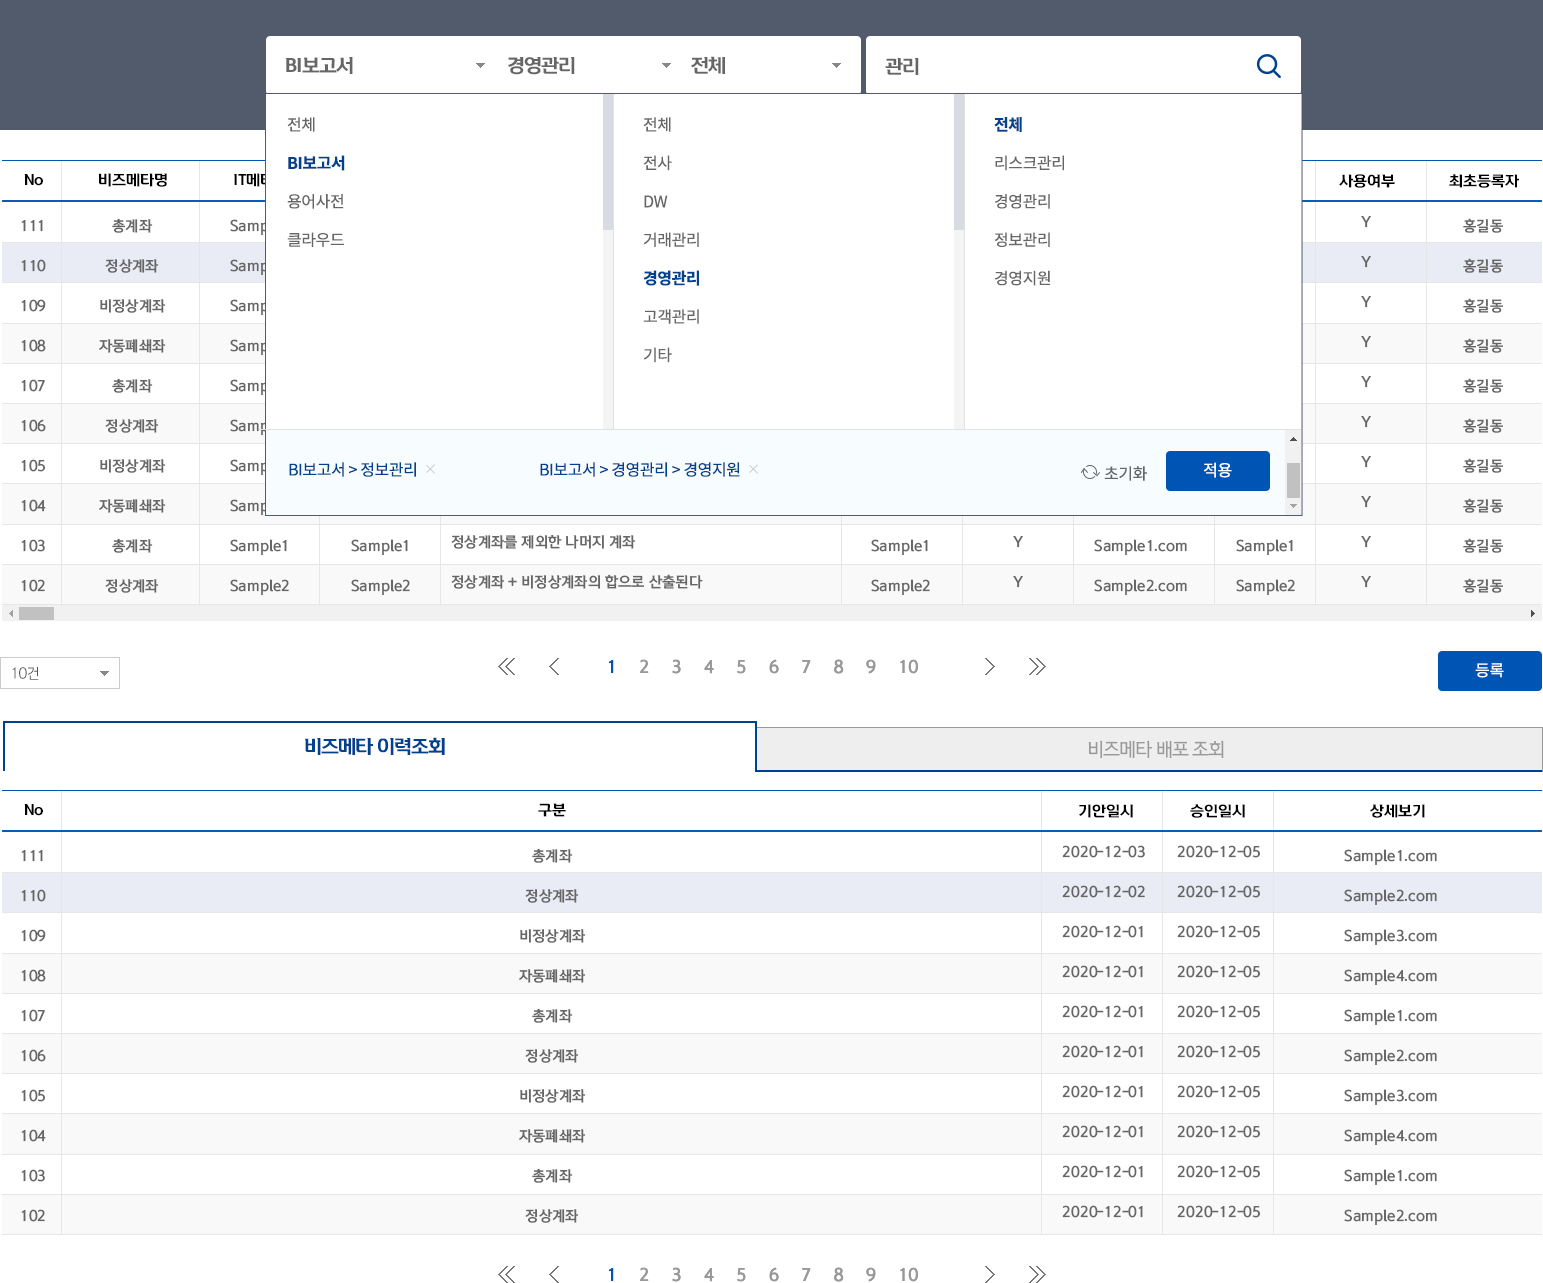 BI보고서 경영관리 전체 관리
전체 전체 전체
BI보고서 전사 리스크관리
용어사전 DW 경영관리
클라우드 거래관리 정보관리
경영관리 경영지원
고객관리
기타
BI보고서 > 정보관리 × BI보고서 > 경영관리 > 경영지원 × 초기화 적용
No 비즈메타명 IT메타 사용여부 최초등록자
111 총계좌 Samp Y 홍길동
110 정상계좌 Samp Y 홍길동
109 비정상계좌 Samp Y 홍길동
108 자동폐쇄좌 Samp Y 홍길동
107 총계좌 Samp Y 홍길동
106 정상계좌 Samp Y 홍길동
105 비정상계좌 Samp Y 홍길동
104 자동폐쇄좌 Samp Y 홍길동
103 총계좌 Sample1 Sample1 정상계좌를 제외한 나머지 계좌 Sample1 Y Sample1.com Sample1 Y 홍길동
102 정상계좌 Sample2 Sample2 정상계좌 + 비정상계좌의 합으로 산출된다 Sample2 Y Sample2.com Sample2 Y 홍길동
10건 1 2 3 4 5 6 7 8 9 10 등록
비즈메타 이력조회 비즈메타 배포 조회
No 구분 기안일시 승인일시 상세보기
111 총계좌 2020-12-03 2020-12-05 Sample1.com
110 정상계좌 2020-12-02 2020-12-05 Sample2.com
109 비정상계좌 2020-12-01 2020-12-05 Sample3.com
108 자동폐쇄좌 2020-12-01 2020-12-05 Sample4.com
107 총계좌 2020-12-01 2020-12-05 Sample1.com
106 정상계좌 2020-12-01 2020-12-05 Sample2.com
105 비정상계좌 2020-12-01 2020-12-05 Sample3.com
104 자동폐쇄좌 2020-12-01 2020-12-05 Sample4.com
103 총계좌 2020-12-01 2020-12-05 Sample1.com
102 정상계좌 2020-12-01 2020-12-05 Sample2.com
1 2 3 4 5 6 7 8 9 10